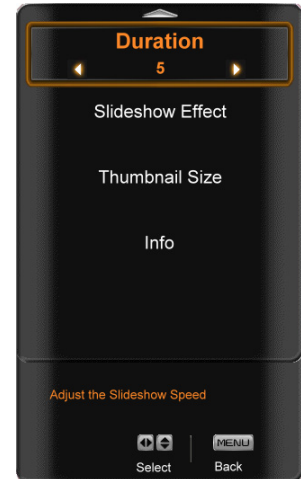 Duration
5
Slideshow Effect
Thumbnail Size
Info
Adjust the Slideshow Speed
MENU
Select Back